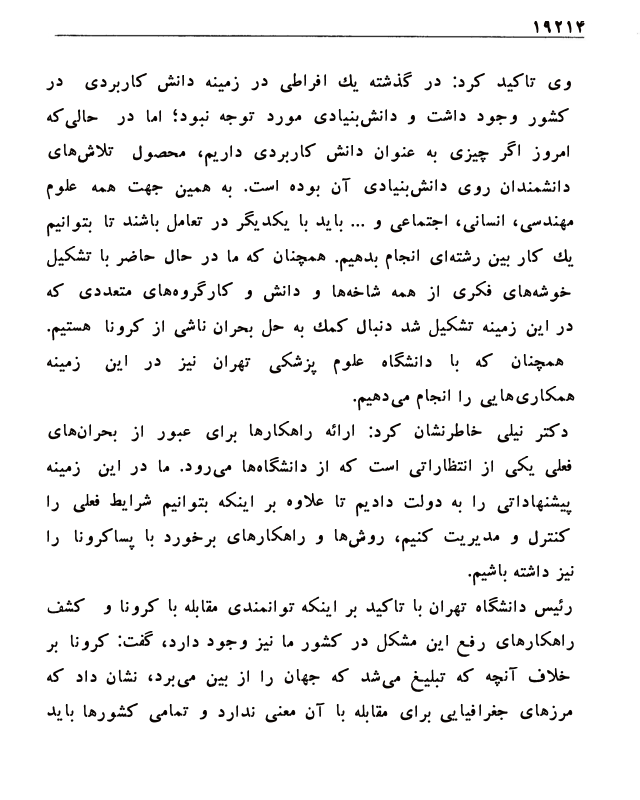 ۱۹۲۱۴
وی تاکید کرد: در گذشته یك افراطی در زمینه دانش کاربردی در
کشور وجود داشت و دانش‌بنیادی مورد توجه نبود؛ اما در حالی‌که
امروز اگر چیزی به عنوان دانش کاربردی داریم، محصول تلاش‌های
دانشمندان روی دانش‌بنیادی آن بوده است. به همین جهت همه علوم
مهندسی، انسانی، اجتماعی و ... باید با یکدیگر در تعامل باشند تا بتوانیم
یك کار بین رشته‌ای انجام بدهیم. همچنان که ما در حال حاضر با تشکیل
خوشه‌های فکری از همه شاخه‌ها و دانش و کارگروه‌های متعددی که
در این زمینه تشکیل شد دنبال کمك به حل بحران ناشی از کرونا هستیم.
همچنان که با دانشگاه علوم پزشکی تهران نیز در این زمینه
همکاری‌هایی را انجام می‌دهیم.
دکتر نیلی خاطرنشان کرد: ارائه راهکارها برای عبور از بحران‌های
فعلی یکی از انتظاراتی است که از دانشگاه‌ها می‌رود. ما در این زمینه
پیشنهاداتی را به دولت دادیم تا علاوه بر اینکه بتوانیم شرایط فعلی را
کنترل و مدیریت کنیم، روش‌ها و راهکارهای برخورد با پساکرونا را
نیز داشته باشیم.
رئیس دانشگاه تهران با تاکید بر اینکه توانمندی مقابله با کرونا و کشف
راهکارهای رفع این مشکل در کشور ما نیز وجود دارد، گفت: کرونا بر
خلاف آنچه که تبلیغ می‌شد که جهان را از بین می‌برد، نشان داد که
مرزهای جغرافیایی برای مقابله با آن معنی ندارد و تمامی کشورها باید